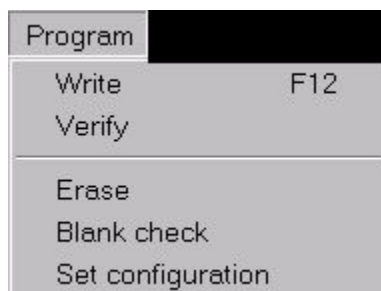 Program
Write F12
Verify
Erase
Blank check
Set configuration